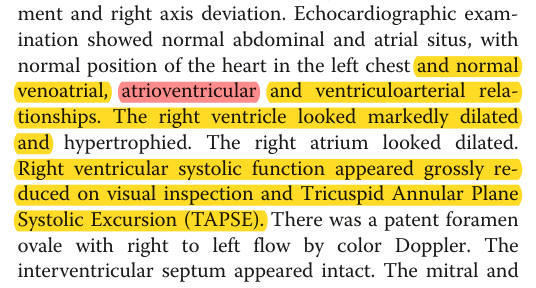 ment and right axis deviation. Echocardiographic exam-
ination showed normal abdominal and atrial situs, with
normal position of the heart in the left chest and normal
venoatrial, atrioventricular and ventriculoarterial rela-
tionships. The right ventricle looked markedly dilated
and hypertrophied. The right atrium looked dilated.
Right ventricular systolic function appeared grossly re-
duced on visual inspection and Tricuspid Annular Plane
Systolic Excursion (TAPSE). There was a patent foramen
ovale with right to left flow by color Doppler. The
interventricular septum appeared intact. The mitral and